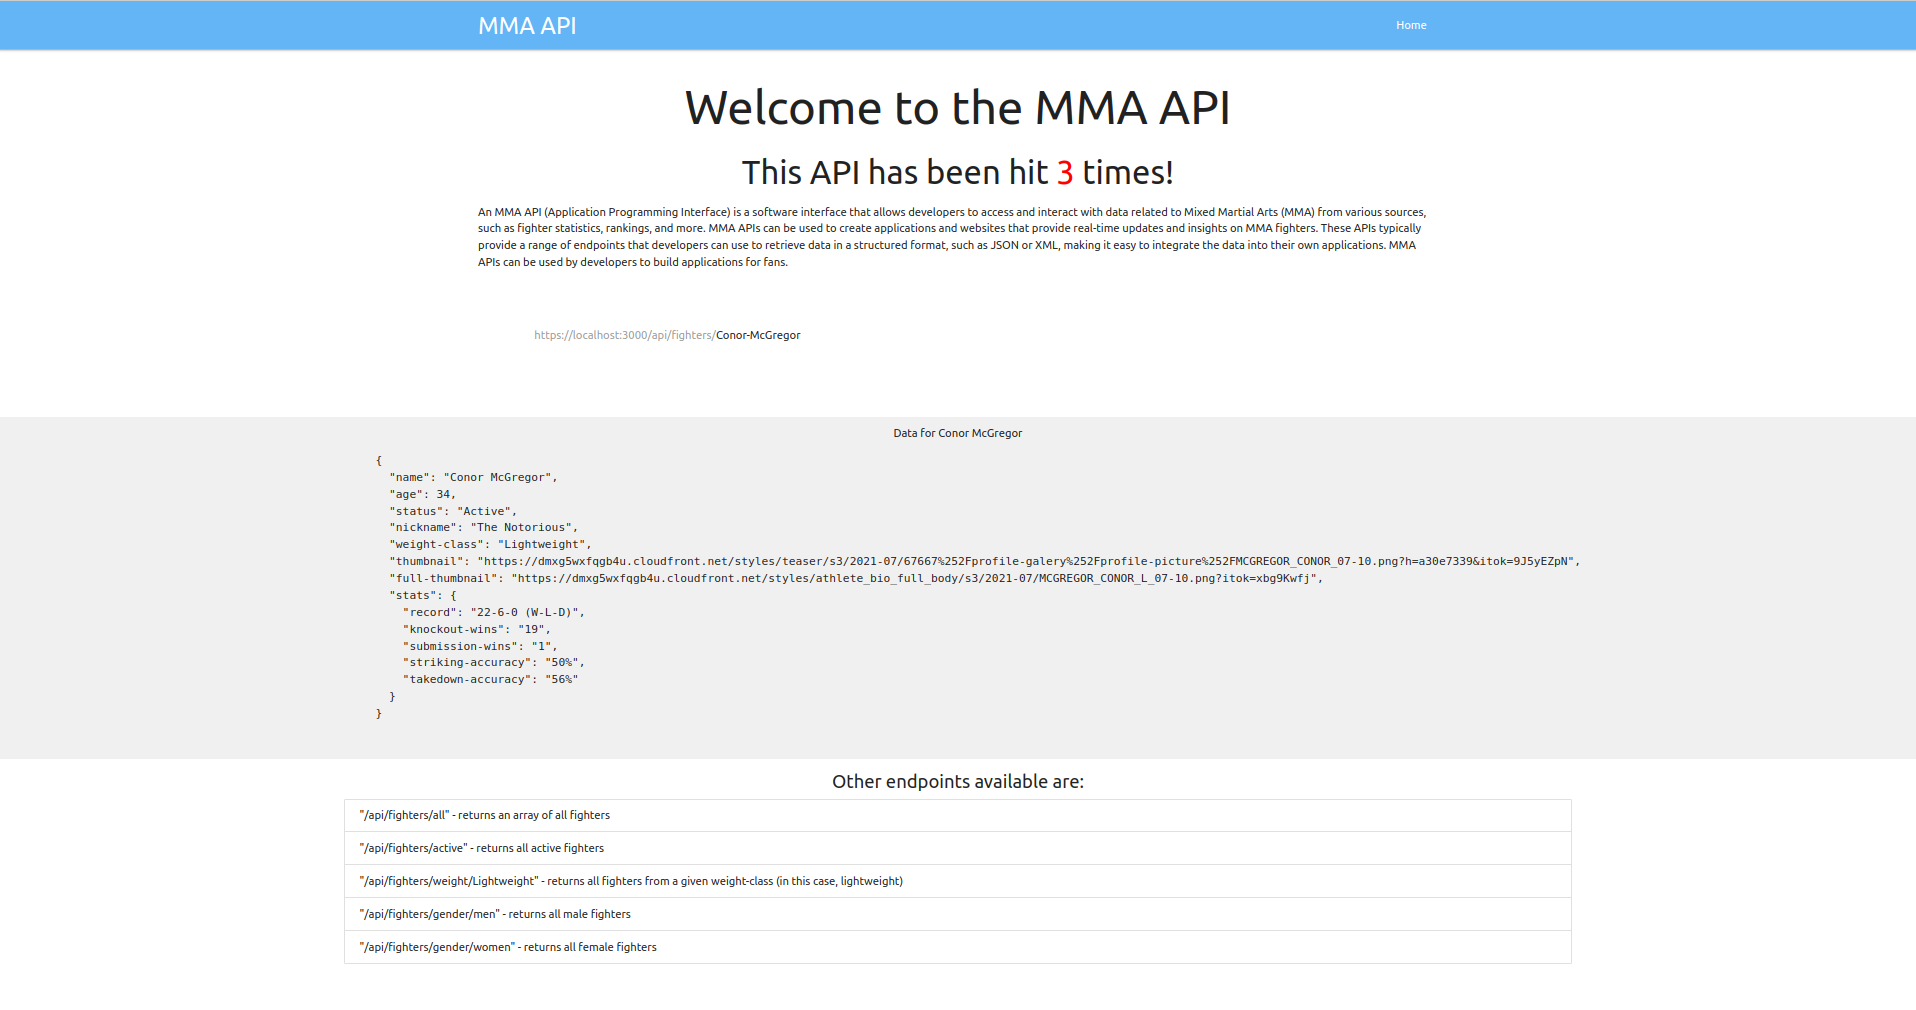 MMA API
Home
Welcome to the MMA API
This API has been hit 3 times!
An MMA API (Application Programming Interface) is a software interface that allows developers to access and interact with data related to Mixed Martial Arts (MMA) from various sources,
such as fighter statistics, rankings, and more. MMA APIs can be used to create applications and websites that provide real-time updates and insights on MMA fighters. These APIs typically
provide a range of endpoints that developers can use to retrieve data in a structured format, such as JSON or XML, making it easy to integrate the data into their own applications. MMA
APIs can be used by developers to build applications for fans.
https://localhost:3000/api/fighters/Conor-McGregor
Data for Conor McGregor
{
  "name": "Conor McGregor",
  "age": 34,
  "status": "Active",
  "nickname": "The Notorious",
  "weight-class": "Lightweight",
  "thumbnail": "https://dmxg5wxfqgb4u.cloudfront.net/styles/teaser/s3/2021-07/67667%252Fprofile-galery%252Fprofile-picture%252FMCGREGOR_CONOR_07-10.png?h=a30e7339&itok=9J5yEZpN",
  "full-thumbnail": "https://dmxg5wxfqgb4u.cloudfront.net/styles/athlete_bio_full_body/s3/2021-07/MCGREGOR_CONOR_L_07-10.png?itok=xbg9Kwfj",
  "stats": {
    "record": "22-6-0 (W-L-D)",
    "knockout-wins": "19",
    "submission-wins": "1",
    "striking-accuracy": "50%",
    "takedown-accuracy": "56%"
  }
}
Other endpoints available are:
"/api/fighters/all" - returns an array of all fighters
"/api/fighters/active" - returns all active fighters
"/api/fighters/weight/Lightweight" - returns all fighters from a given weight-class (in this case, lightweight)
"/api/fighters/gender/men" - returns all male fighters
"/api/fighters/gender/women" - returns all female fighters